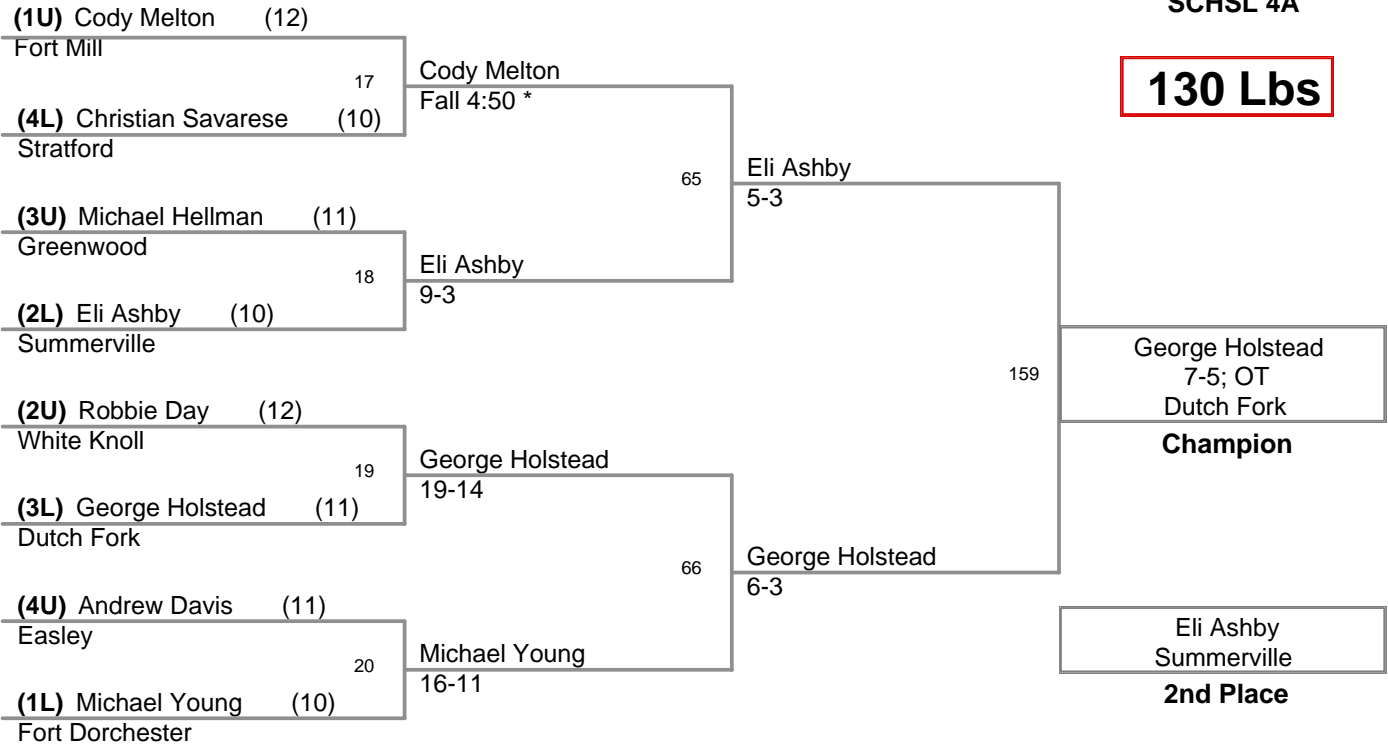 SCHSL 4A
130 Lbs
(1U) Cody Melton (12)
Fort Mill
17
(4L) Christian Savarese (10)
Stratford
Cody Melton
Fall 4:50 *
(3U) Michael Hellman (11)
Greenwood
18
(2L) Eli Ashby (10)
Summerville
Eli Ashby
9-3
65
Eli Ashby
5-3
(2U) Robbie Day (12)
White Knoll
19
(3L) George Holstead (11)
Dutch Fork
George Holstead
19-14
(4U) Andrew Davis (11)
Easley
20
(1L) Michael Young (10)
Fort Dorchester
Michael Young
16-11
66
George Holstead
6-3
159
George Holstead
7-5; OT
Dutch Fork
Champion
Eli Ashby
Summerville
2nd Place